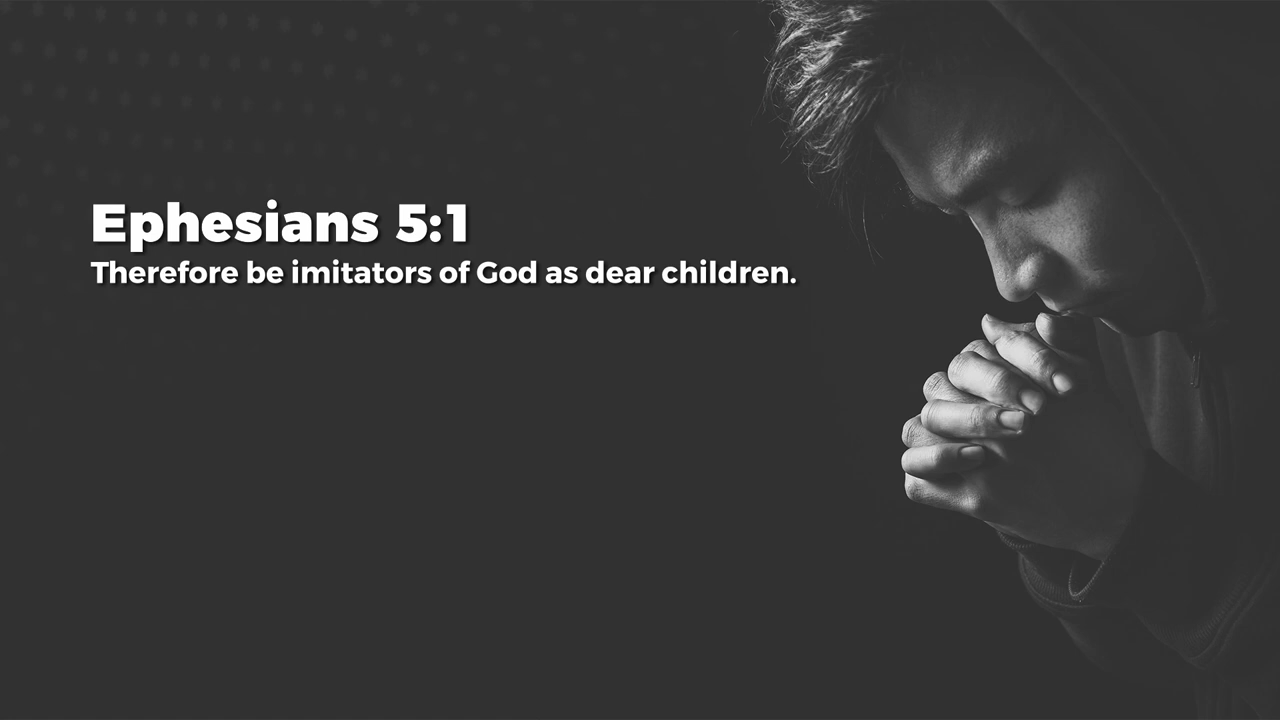 Ephesians 5:1
Therefore be imitators of God as dear children.